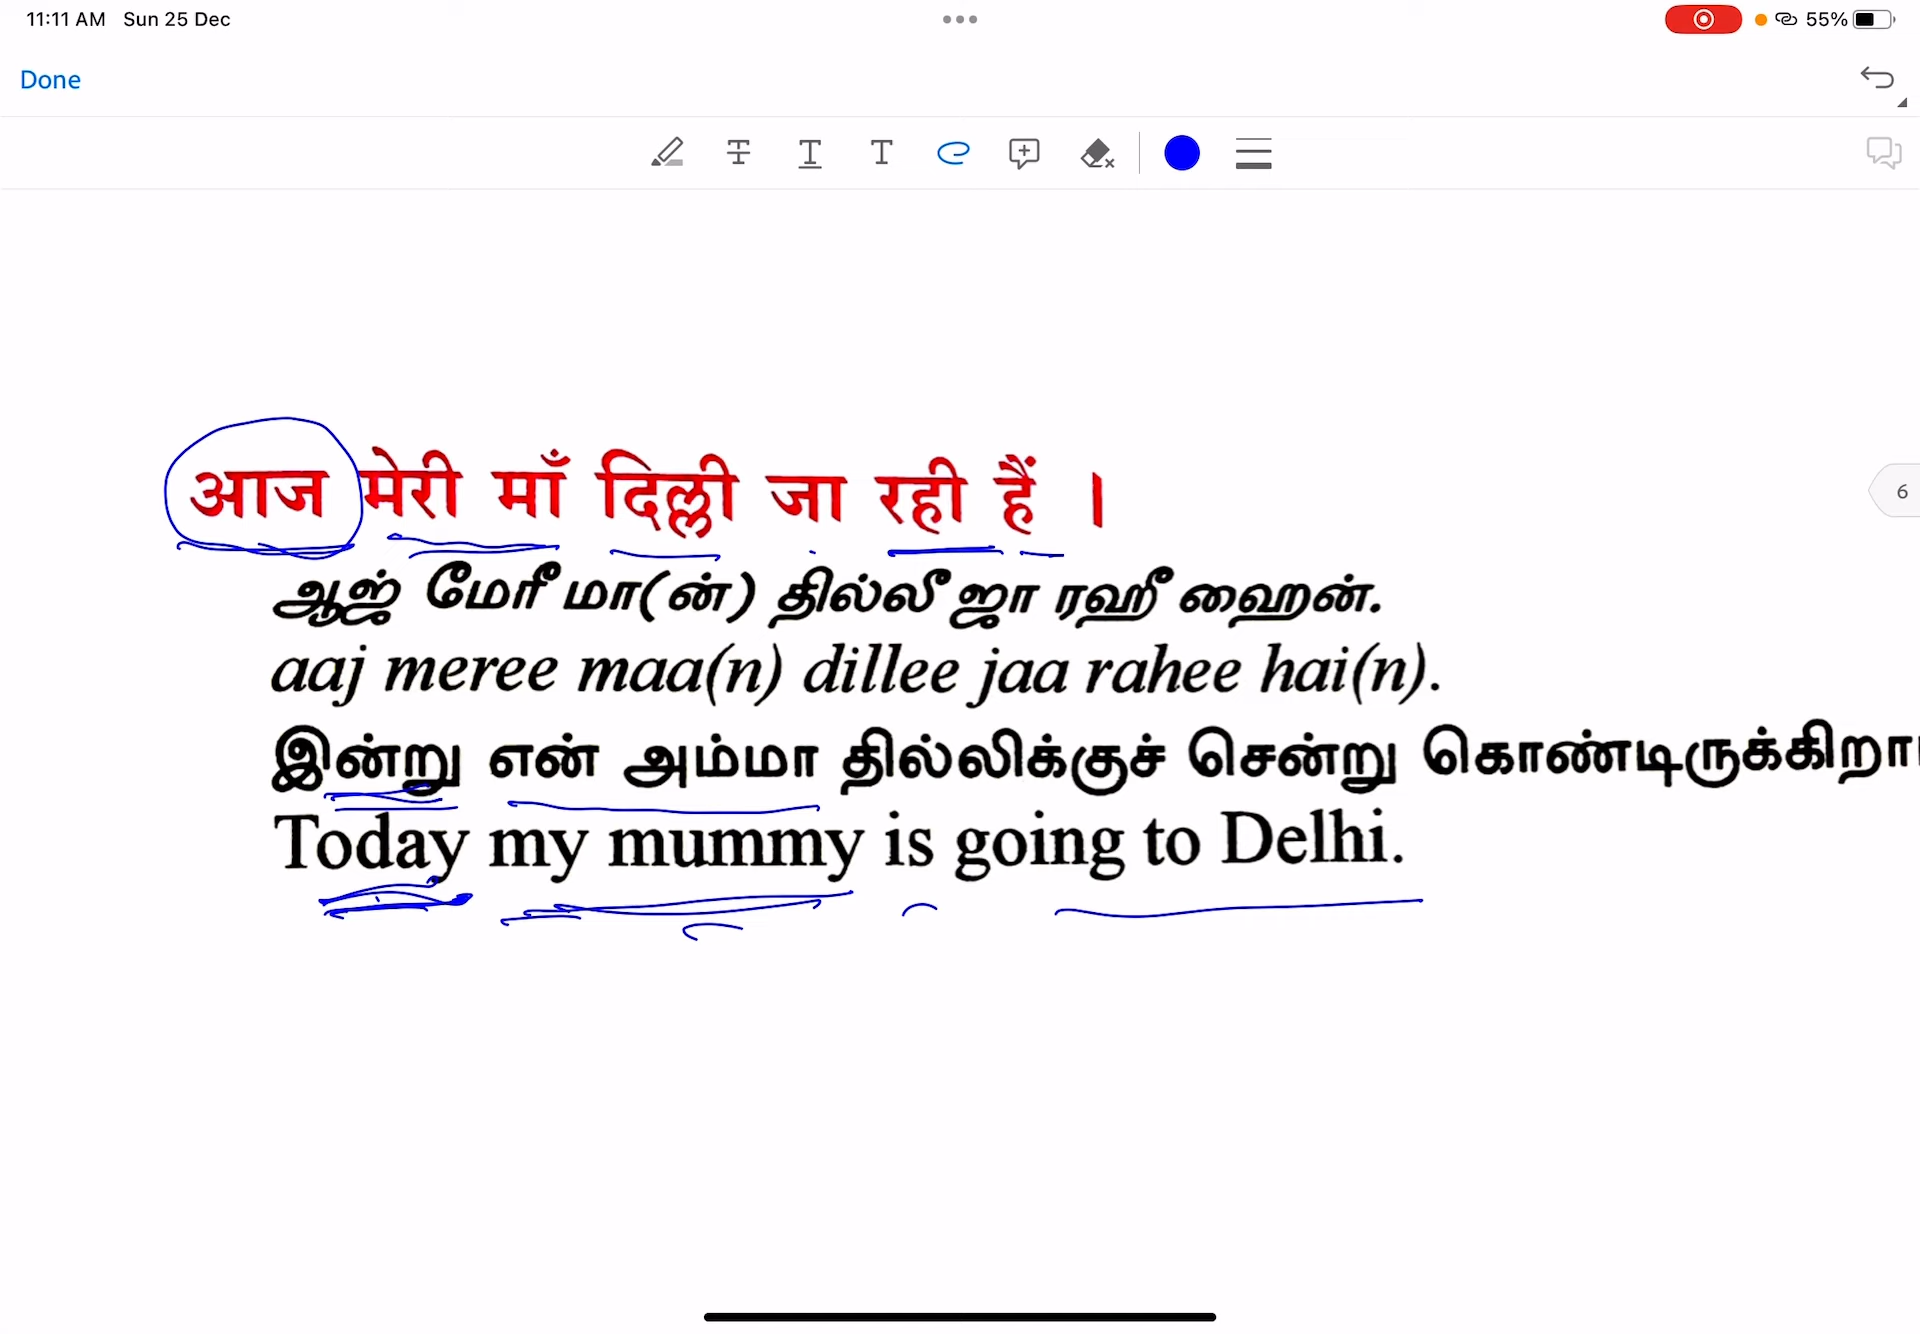 11:11 AM Sun 25 Dec
55%
Done
आज मेरी माँ दिल्ली जा रही हैं ।
6
ஆஜ் மேரீ மா(ன்) தில்லீ ஜா ரஹீ ஹைன்.
aaj meree maa(n) dillee jaa rahee hai(n).
இன்று என் அம்மா தில்லிக்குச் சென்று
Today my mummy is going to Delhi.